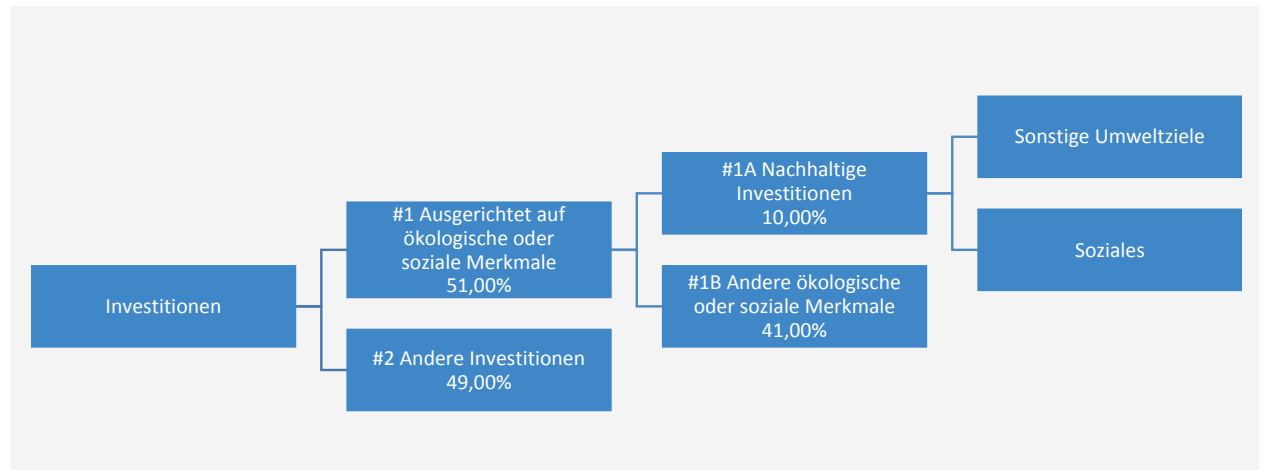 Investitionen
#1 Ausgerichtet auf
ökologische oder
soziale Merkmale
51,00%
#2 Andere Investitionen
49,00%
#1A Nachhaltige
Investitionen
10,00%
#1B Andere ökologische
oder soziale Merkmale
41,00%
Sonstige Umweltziele
Soziales